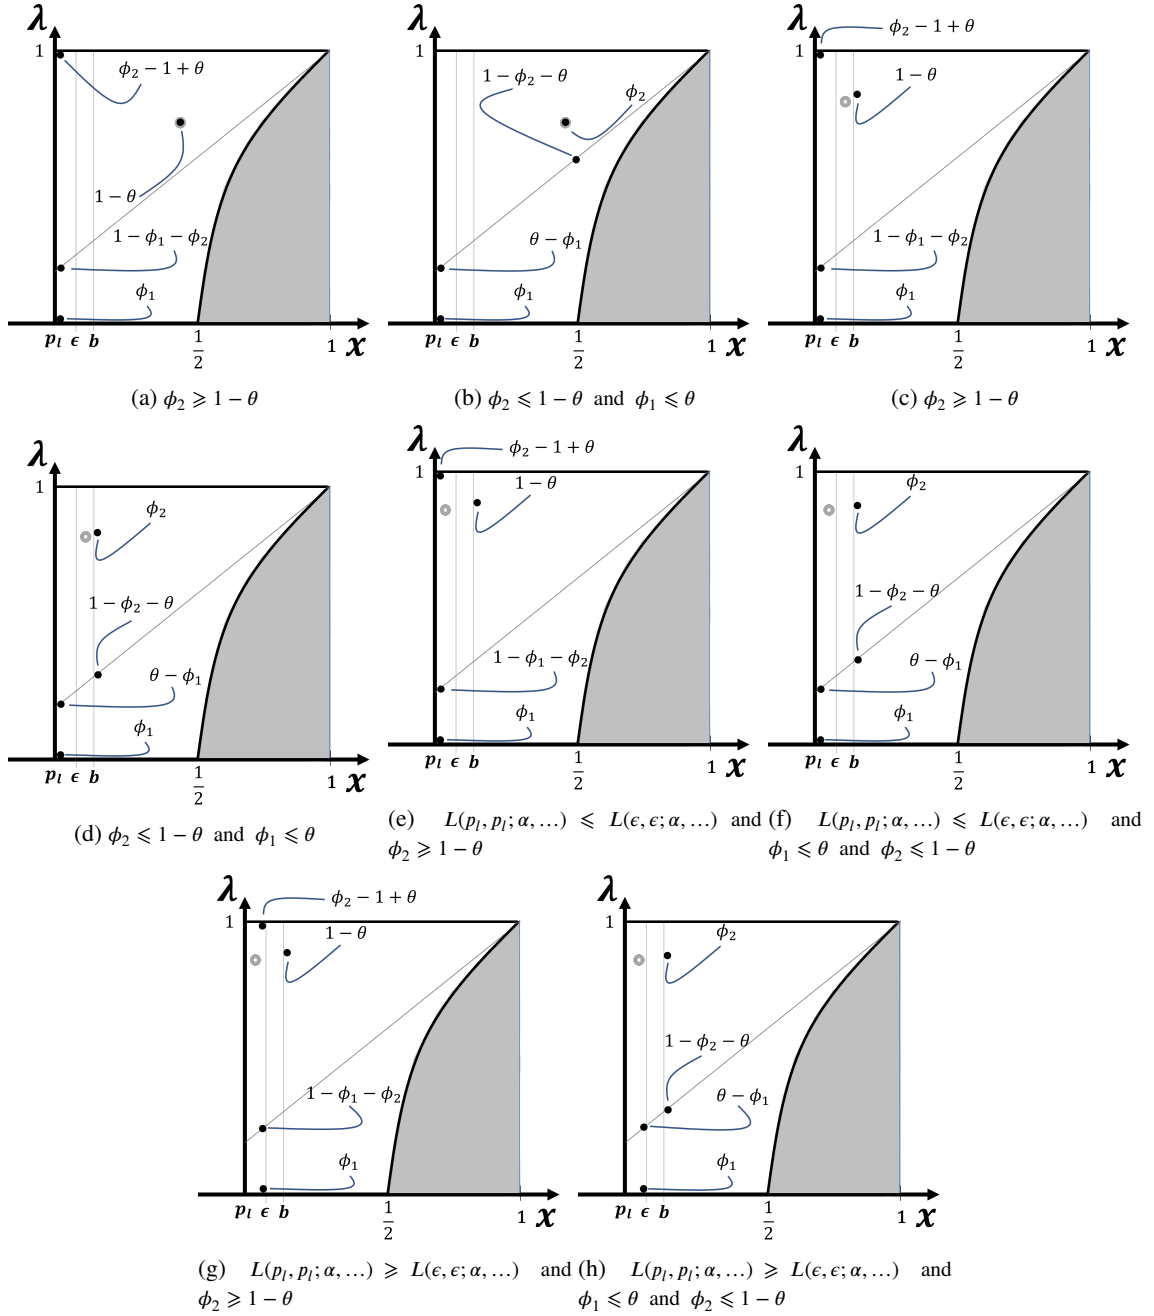 λ
1
ϕ₂ − 1 + θ
1 − θ
1 − ϕ₁ − ϕ₂
ϕ₁
pₗ ϵ b
1/2
1
x
(a) ϕ₂ ⩾ 1 − θ
λ
1
1 − ϕ₂ − θ
ϕ₂
θ − ϕ₁
ϕ₁
pₗ ϵ b
1/2
1
x
(b) ϕ₂ ⩽ 1 − θ and ϕ₁ ⩽ θ
λ
1
ϕ₂ − 1 + θ
1 − θ
1 − ϕ₁ − ϕ₂
ϕ₁
pₗ ϵ b
1/2
1
x
(c) ϕ₂ ⩾ 1 − θ
λ
1
ϕ₂
1 − ϕ₂ − θ
θ − ϕ₁
ϕ₁
pₗ ϵ b
1/2
1
x
(d) ϕ₂ ⩽ 1 − θ and ϕ₁ ⩽ θ
λ
1
ϕ₂ − 1 + θ
1 − θ
1 − ϕ₁ − ϕ₂
ϕ₁
pₗ ϵ b
1/2
1
x
(e) L(pₗ, pₗ; α, …) ⩽ L(ϵ, ϵ; α, …) and
ϕ₂ ⩾ 1 − θ
λ
1
ϕ₂
1 − ϕ₂ − θ
θ − ϕ₁
ϕ₁
pₗ ϵ b
1/2
1
x
(f) L(pₗ, pₗ; α, …) ⩽ L(ϵ, ϵ; α, …) and
ϕ₁ ⩽ θ and ϕ₂ ⩽ 1 − θ
λ
1
ϕ₂ − 1 + θ
1 − θ
1 − ϕ₁ − ϕ₂
ϕ₁
pₗ ϵ b
1/2
1
x
(g) L(pₗ, pₗ; α, …) ⩾ L(ϵ, ϵ; α, …) and
ϕ₂ ⩾ 1 − θ
λ
1
ϕ₂
1 − ϕ₂ − θ
θ − ϕ₁
ϕ₁
pₗ ϵ b
1/2
1
x
(h) L(pₗ, pₗ; α, …) ⩾ L(ϵ, ϵ; α, …) and
ϕ₁ ⩽ θ and ϕ₂ ⩽ 1 − θ